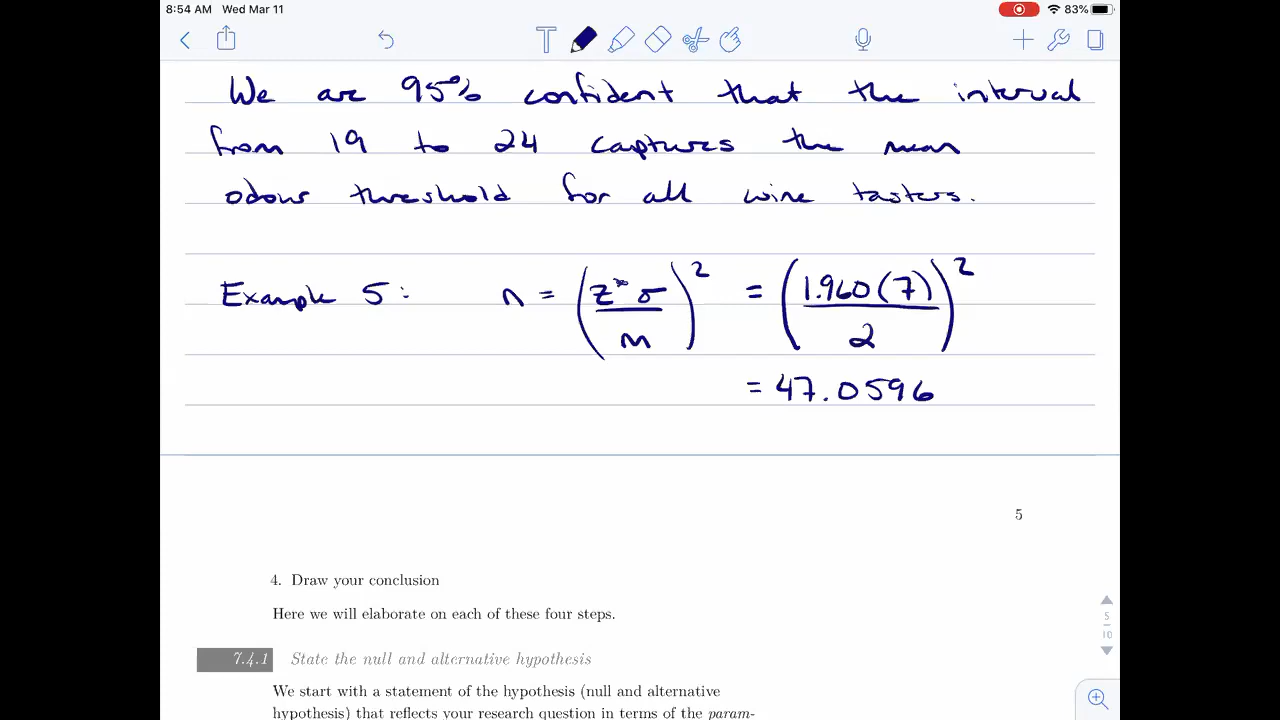 8:54 AM Wed Mar 11 83%
We are 95% confident that the interval
from 19 to 24 captures the mean
odour threshold for all wine tasters.
Example 5: n = (z* σ / m)^2 = (1.960(7) / 2)^2
= 47.0596
5
4. Draw your conclusion
Here we will elaborate on each of these four steps.
5
10
7.4.1 State the null and alternative hypothesis
We start with a statement of the hypothesis (null and alternative
hypothesis) that reflects your research question in terms of the param-